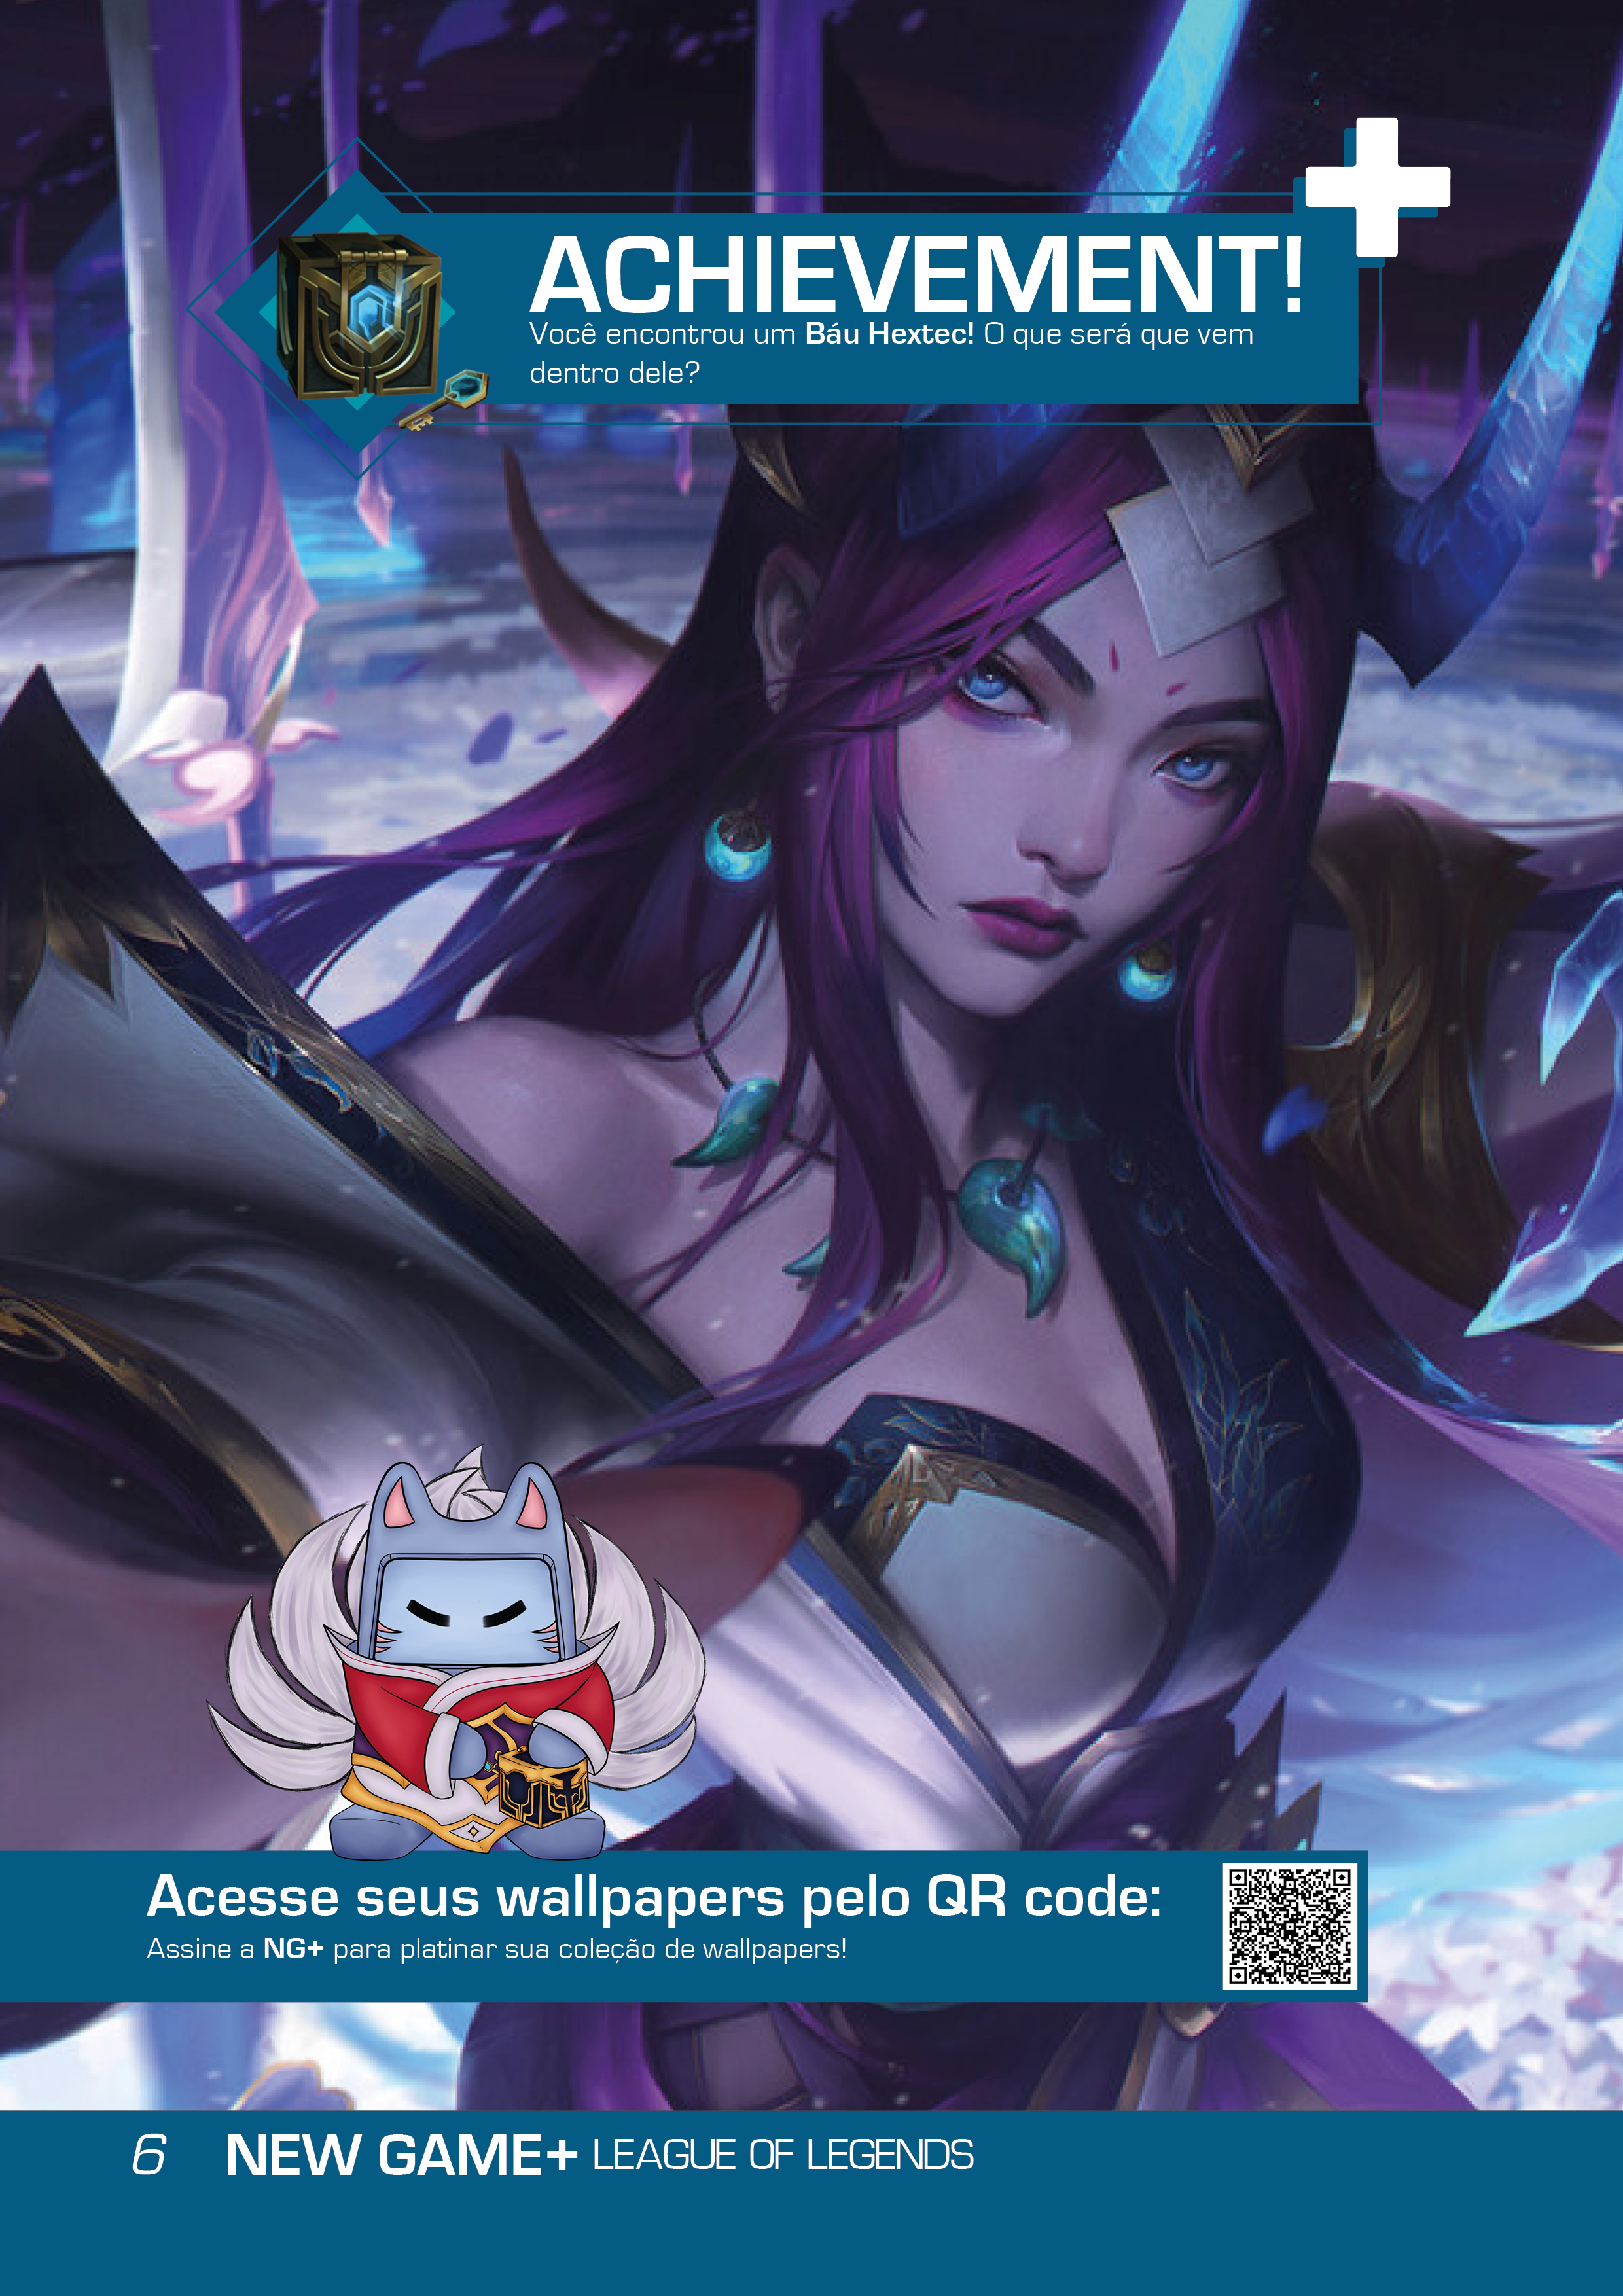 ACHIEVEMENT!
Você encontrou um Báu Hextec! O que será que vem
dentro dele?
Acesse seus wallpapers pelo QR code:
Assine a NG+ para platinar sua coleção de wallpapers!
6 NEW GAME+ LEAGUE OF LEGENDS